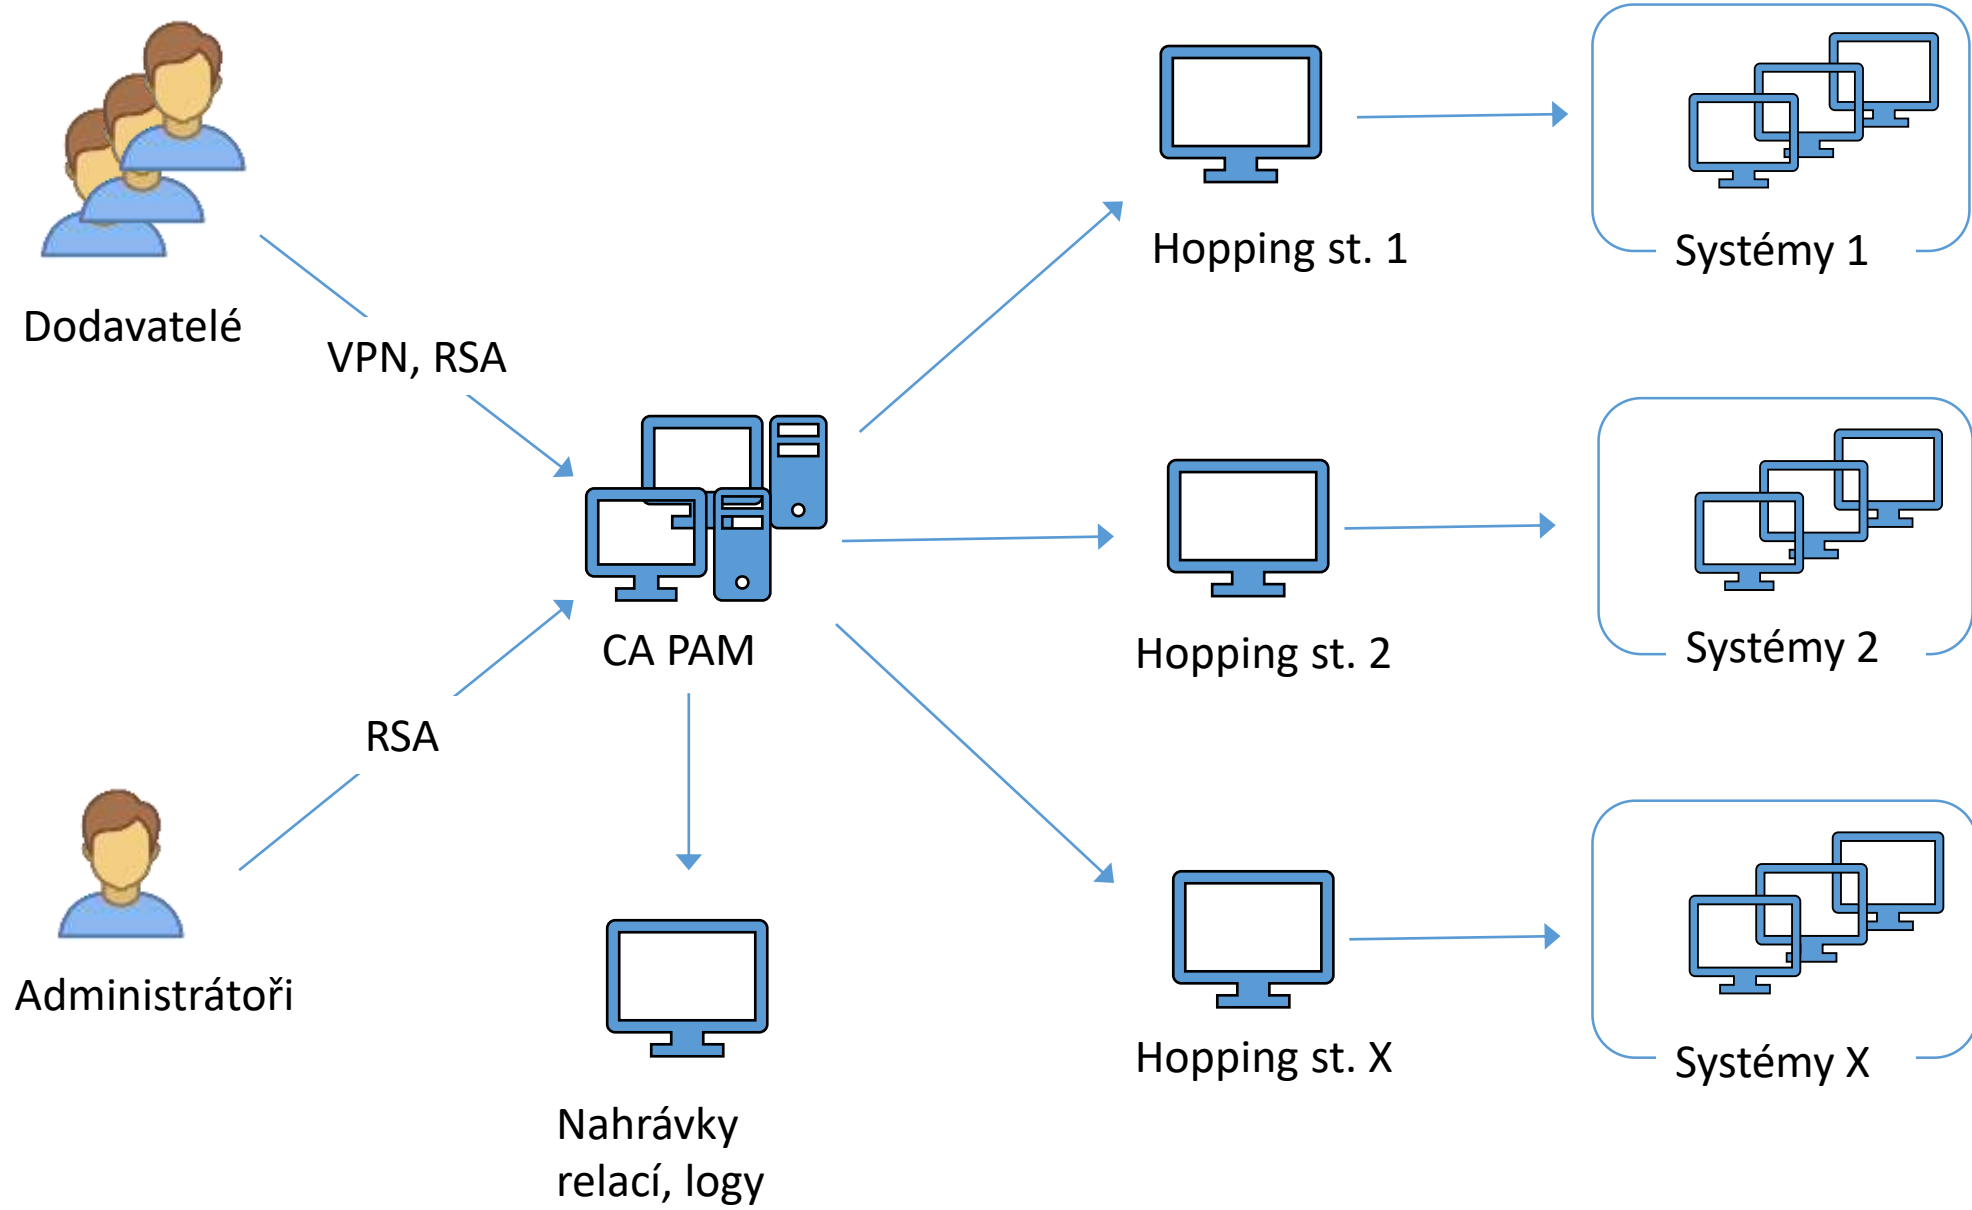 Dodavatelé
VPN, RSA
CA PAM
RSA
Administrátoři
Nahrávky
relací, logy
Hopping st. 1
Systémy 1
Hopping st. 2
Systémy 2
Hopping st. X
Systémy X